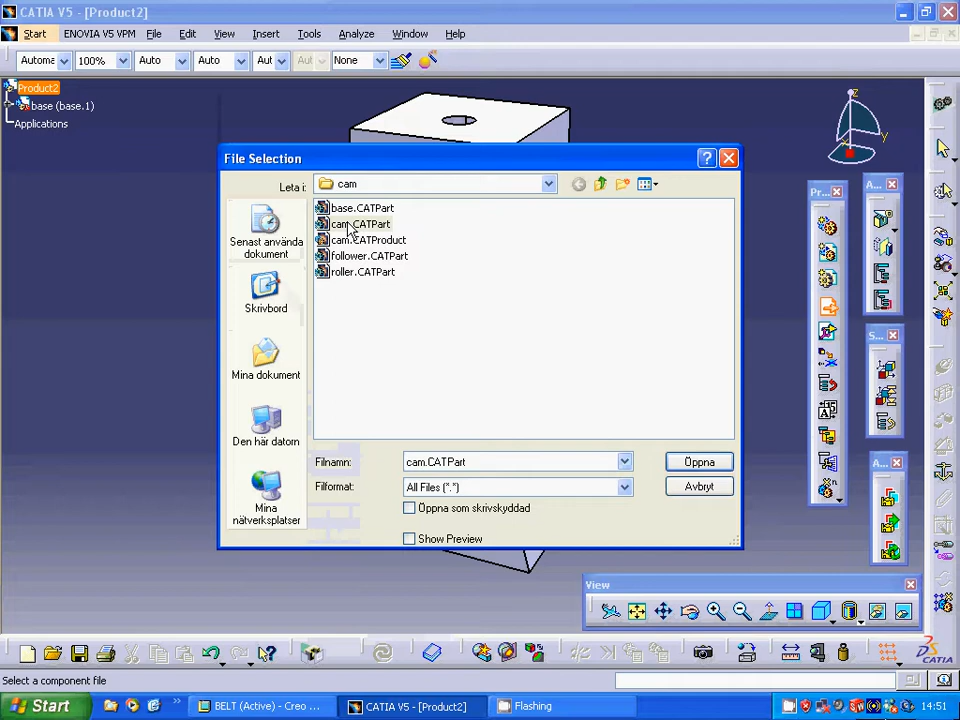 CATIA V5 - [Product2]
Start ENOVIA V5 VPM File Edit View Insert Tools Analyze Window Help
Automa 100% Auto Auto Aut Aut None
Product2
base (base.1)
Applications
z
y
x
File Selection
Leta i: cam
base.CATPart
cam.CATPart
cam.CATProduct
follower.CATPart
roller.CATPart
Senast använda
dokument
Skrivbord
Mina dokument
Den här datorn
Mina
nätverksplatser
Filnamn: cam.CATPart Öppna
Filformat: All Files (*.*) Avbryt
Öppna som skrivskyddad
Show Preview
Pr...
A...
S...
A...
View
CATIA
Select a component file
Start BELT (Active) - Creo ... CATIA V5 - [Product2] Flashing 14:51